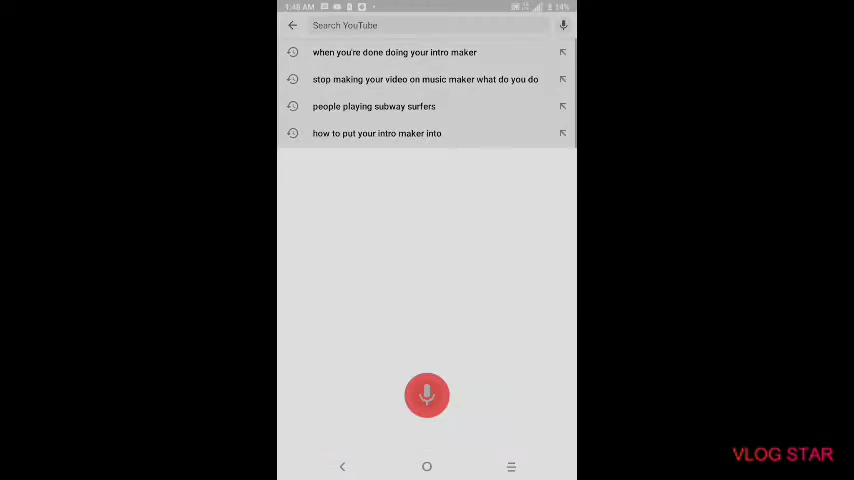 1:48 AM 14%
Search YouTube
when you're done doing your intro maker
stop making your video on music maker what do you do
people playing subway surfers
how to put your intro maker into
VLOG STAR